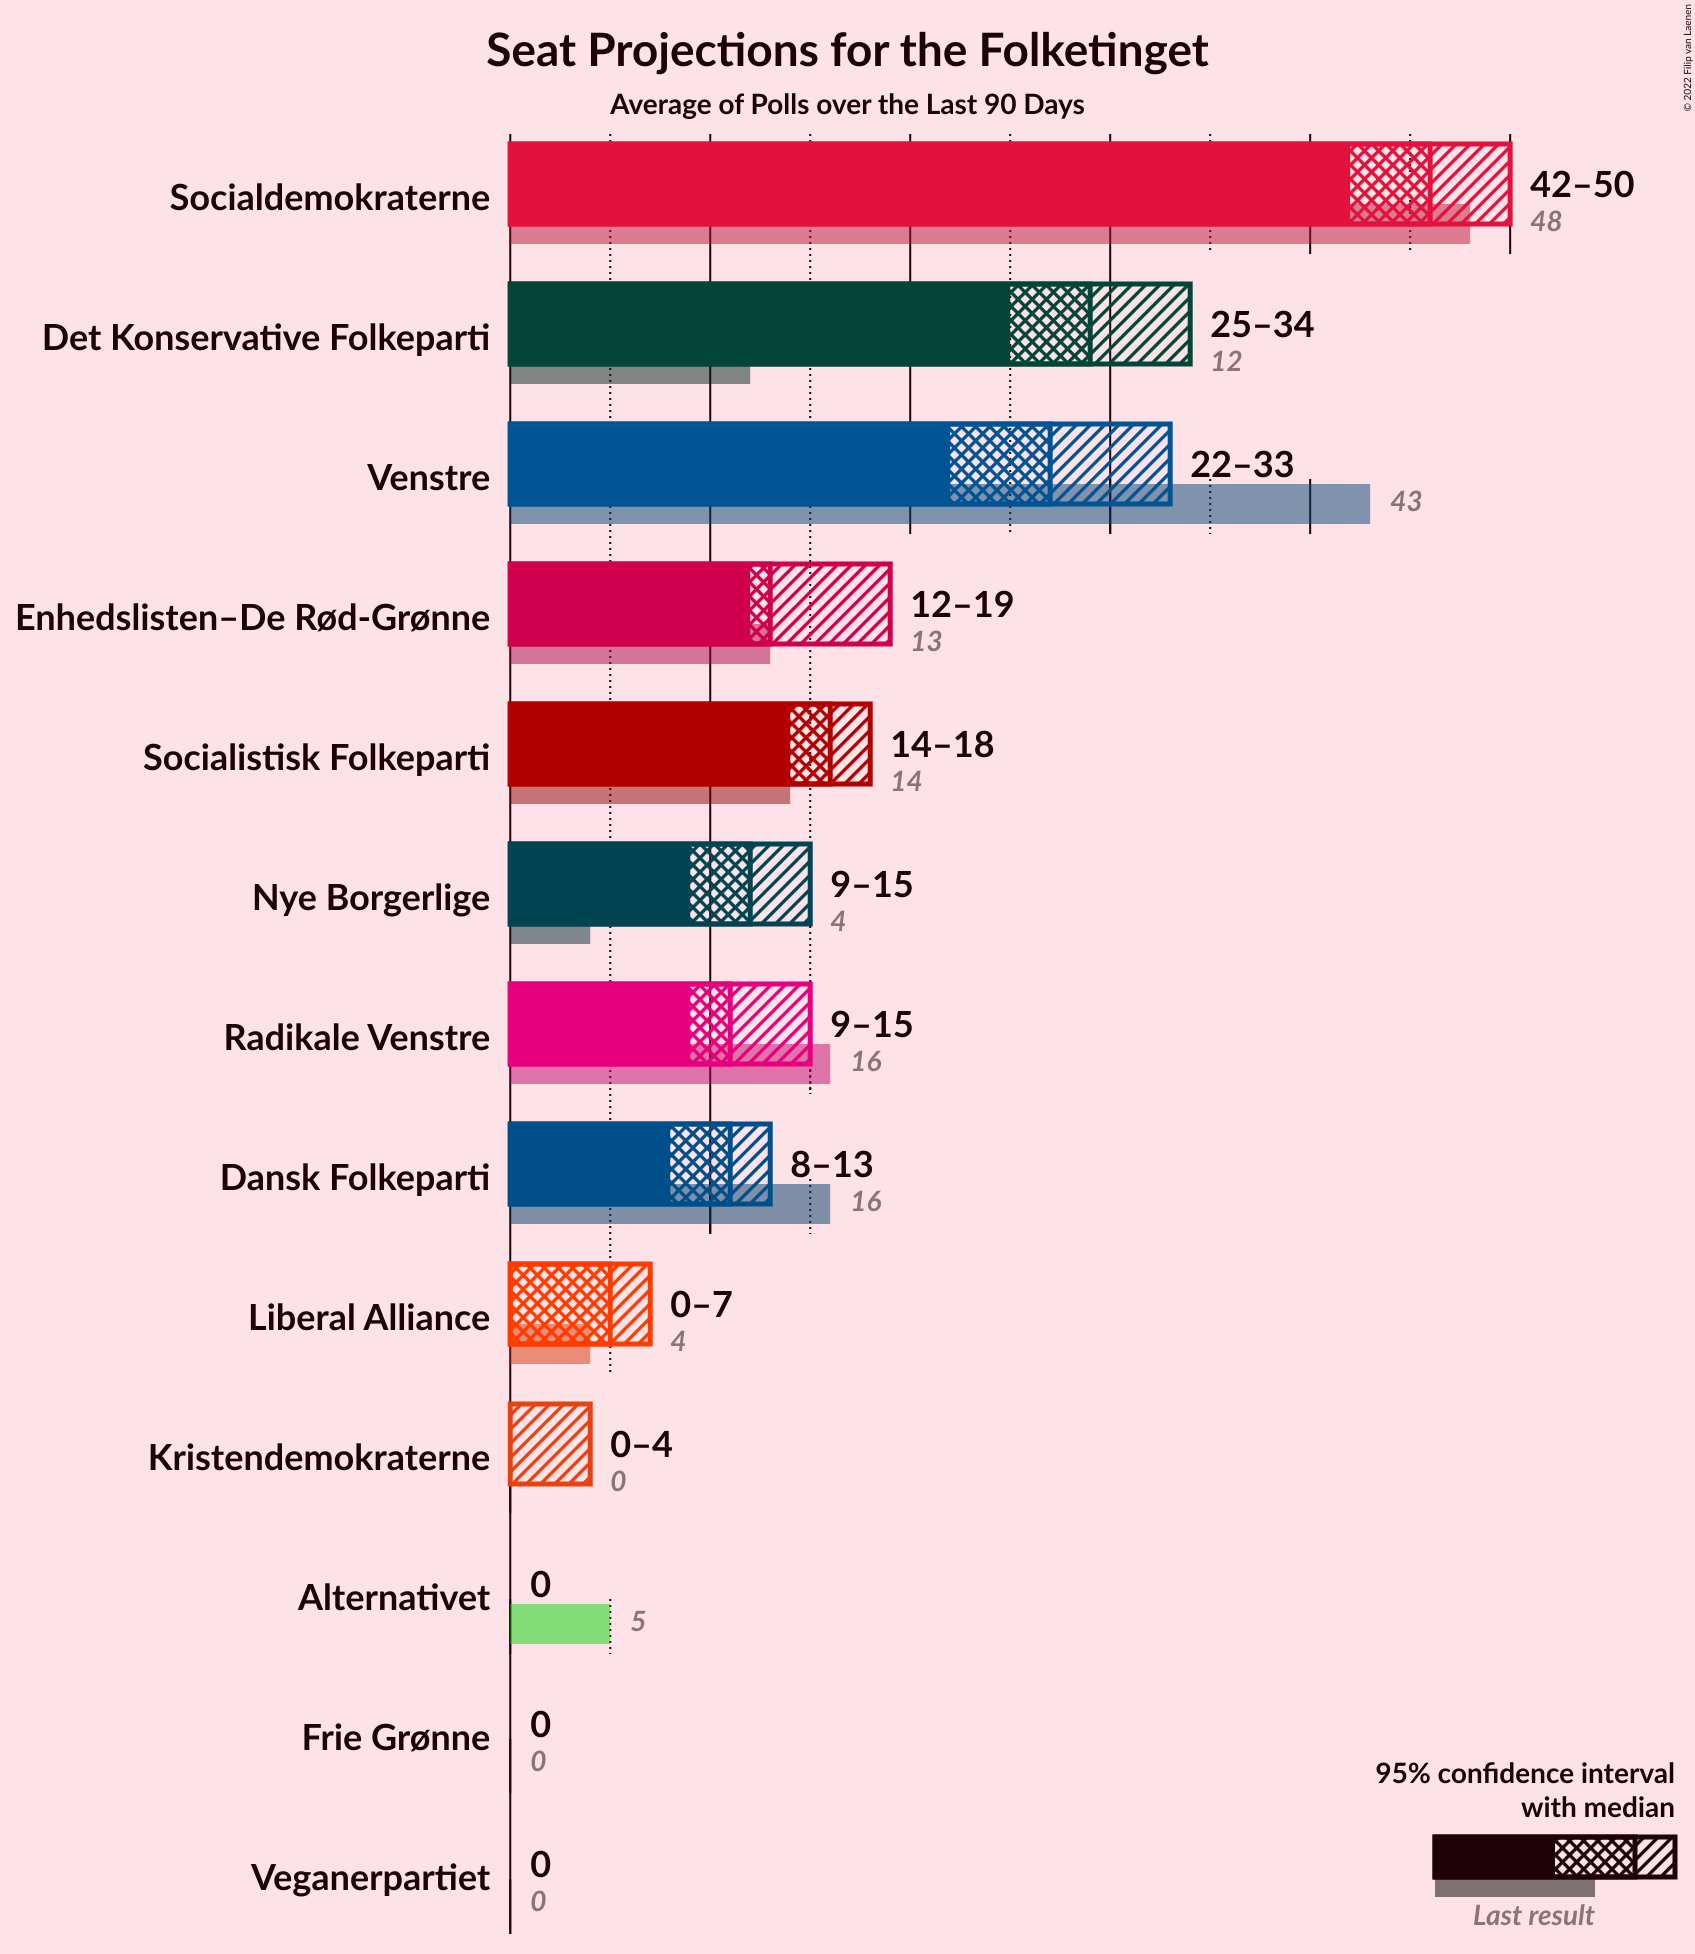 Seat Projections for the Folketinget
Average of Polls over the Last 90 Days
© 2022 Filip van Laenen
Socialdemokraterne
42–50
48
Det Konservative Folkeparti
25–34
12
Venstre
22–33
43
Enhedslisten–De Rød-Grønne
12–19
13
Socialistisk Folkeparti
14–18
14
Nye Borgerlige
9–15
4
Radikale Venstre
9–15
16
Dansk Folkeparti
8–13
16
Liberal Alliance
0–7
4
Kristendemokraterne
0–4
0
Alternativet
0
5
Frie Grønne
0
0
Veganerpartiet
0
0
95% confidence interval
with median
Last result